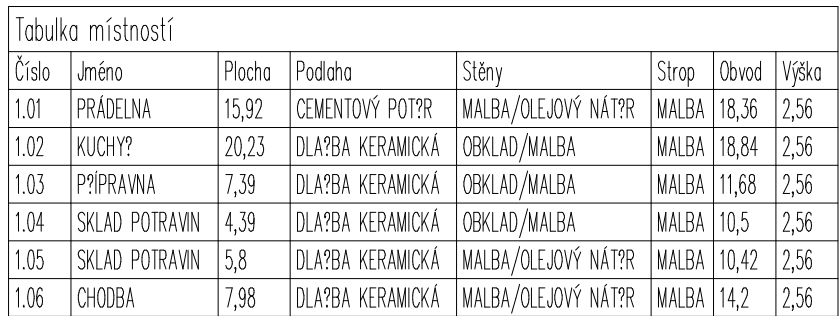 Tabulka místností
Číslo Jméno Plocha Podlaha Stěny Strop Obvod Výška
1.01 PRÁDELNA 15,92 CEMENTOVÝ POT?R MALBA/OLEJOVÝ NÁT?R MALBA 18,36 2,56
1.02 KUCHY? 20,23 DLA?BA KERAMICKÁ OBKLAD/MALBA MALBA 18,84 2,56
1.03 P?ÍPRAVNA 7,39 DLA?BA KERAMICKÁ OBKLAD/MALBA MALBA 11,68 2,56
1.04 SKLAD POTRAVIN 4,39 DLA?BA KERAMICKÁ OBKLAD/MALBA MALBA 10,5 2,56
1.05 SKLAD POTRAVIN 5,8 DLA?BA KERAMICKÁ MALBA/OLEJOVÝ NÁT?R MALBA 10,42 2,56
1.06 CHODBA 7,98 DLA?BA KERAMICKÁ MALBA/OLEJOVÝ NÁT?R MALBA 14,2 2,56